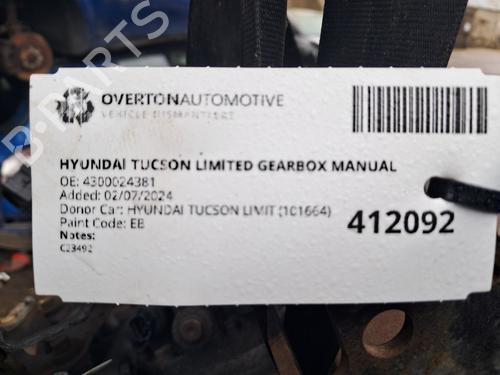 OVERTONAUTOMOTIVE
VEHICLE DISMANTLERS
HYUNDAI TUCSON LIMITED GEARBOX MANUAL
OE: 4300024381
Added: 02/07/2024
Donor Car: HYUNDAI TUCSON LIMIT (101664)
Paint Code: EB
412092
Notes:
C23492